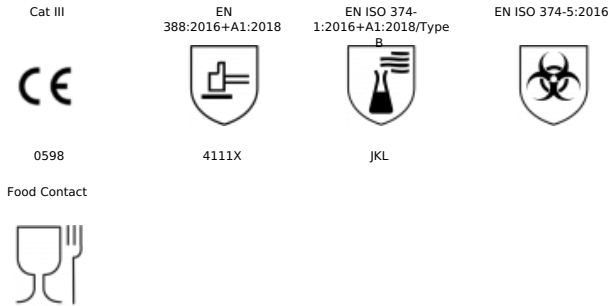 Cat III
EN
388:2016+A1:2018
EN ISO 374-
1:2016+A1:2018/Type
B
EN ISO 374-5:2016
CE
0598
4111X
JKL
Food Contact